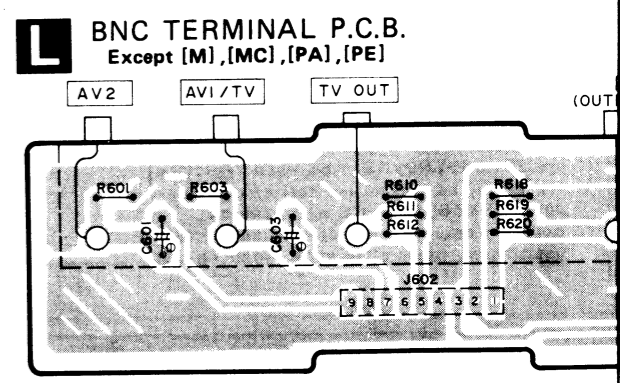 L
BNC TERMINAL P.C.B.
Except [M],[MC],[PA],[PE]
AV2
AV1/TV
TV OUT
(OUT
R601
R603
R610
R618
R611
R619
R612
R620
C601
C603
J602
9 8 7 6 5 4 3 2 1